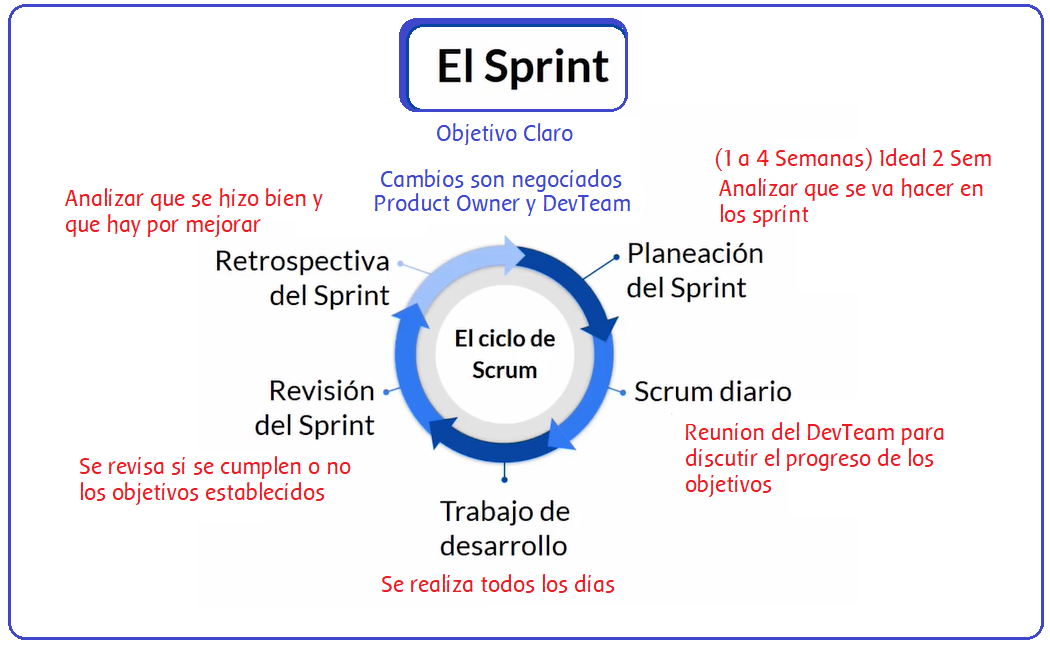 El Sprint
Objetivo Claro
Cambios son negociados
Product Owner y DevTeam
(1 a 4 Semanas) Ideal 2 Sem
Analizar que se va hacer en
los sprint
Planeación
del Sprint
Scrum diario
Reunion del DevTeam para
discutir el progreso de los
objetivos
Trabajo de
desarrollo
Se realiza todos los dias
Revisión
del Sprint
Se revisa si se cumplen o no
los objetivos establecidos
Analizar que se hizo bien y
que hay por mejorar
Retrospectiva
del Sprint
El ciclo de
Scrum